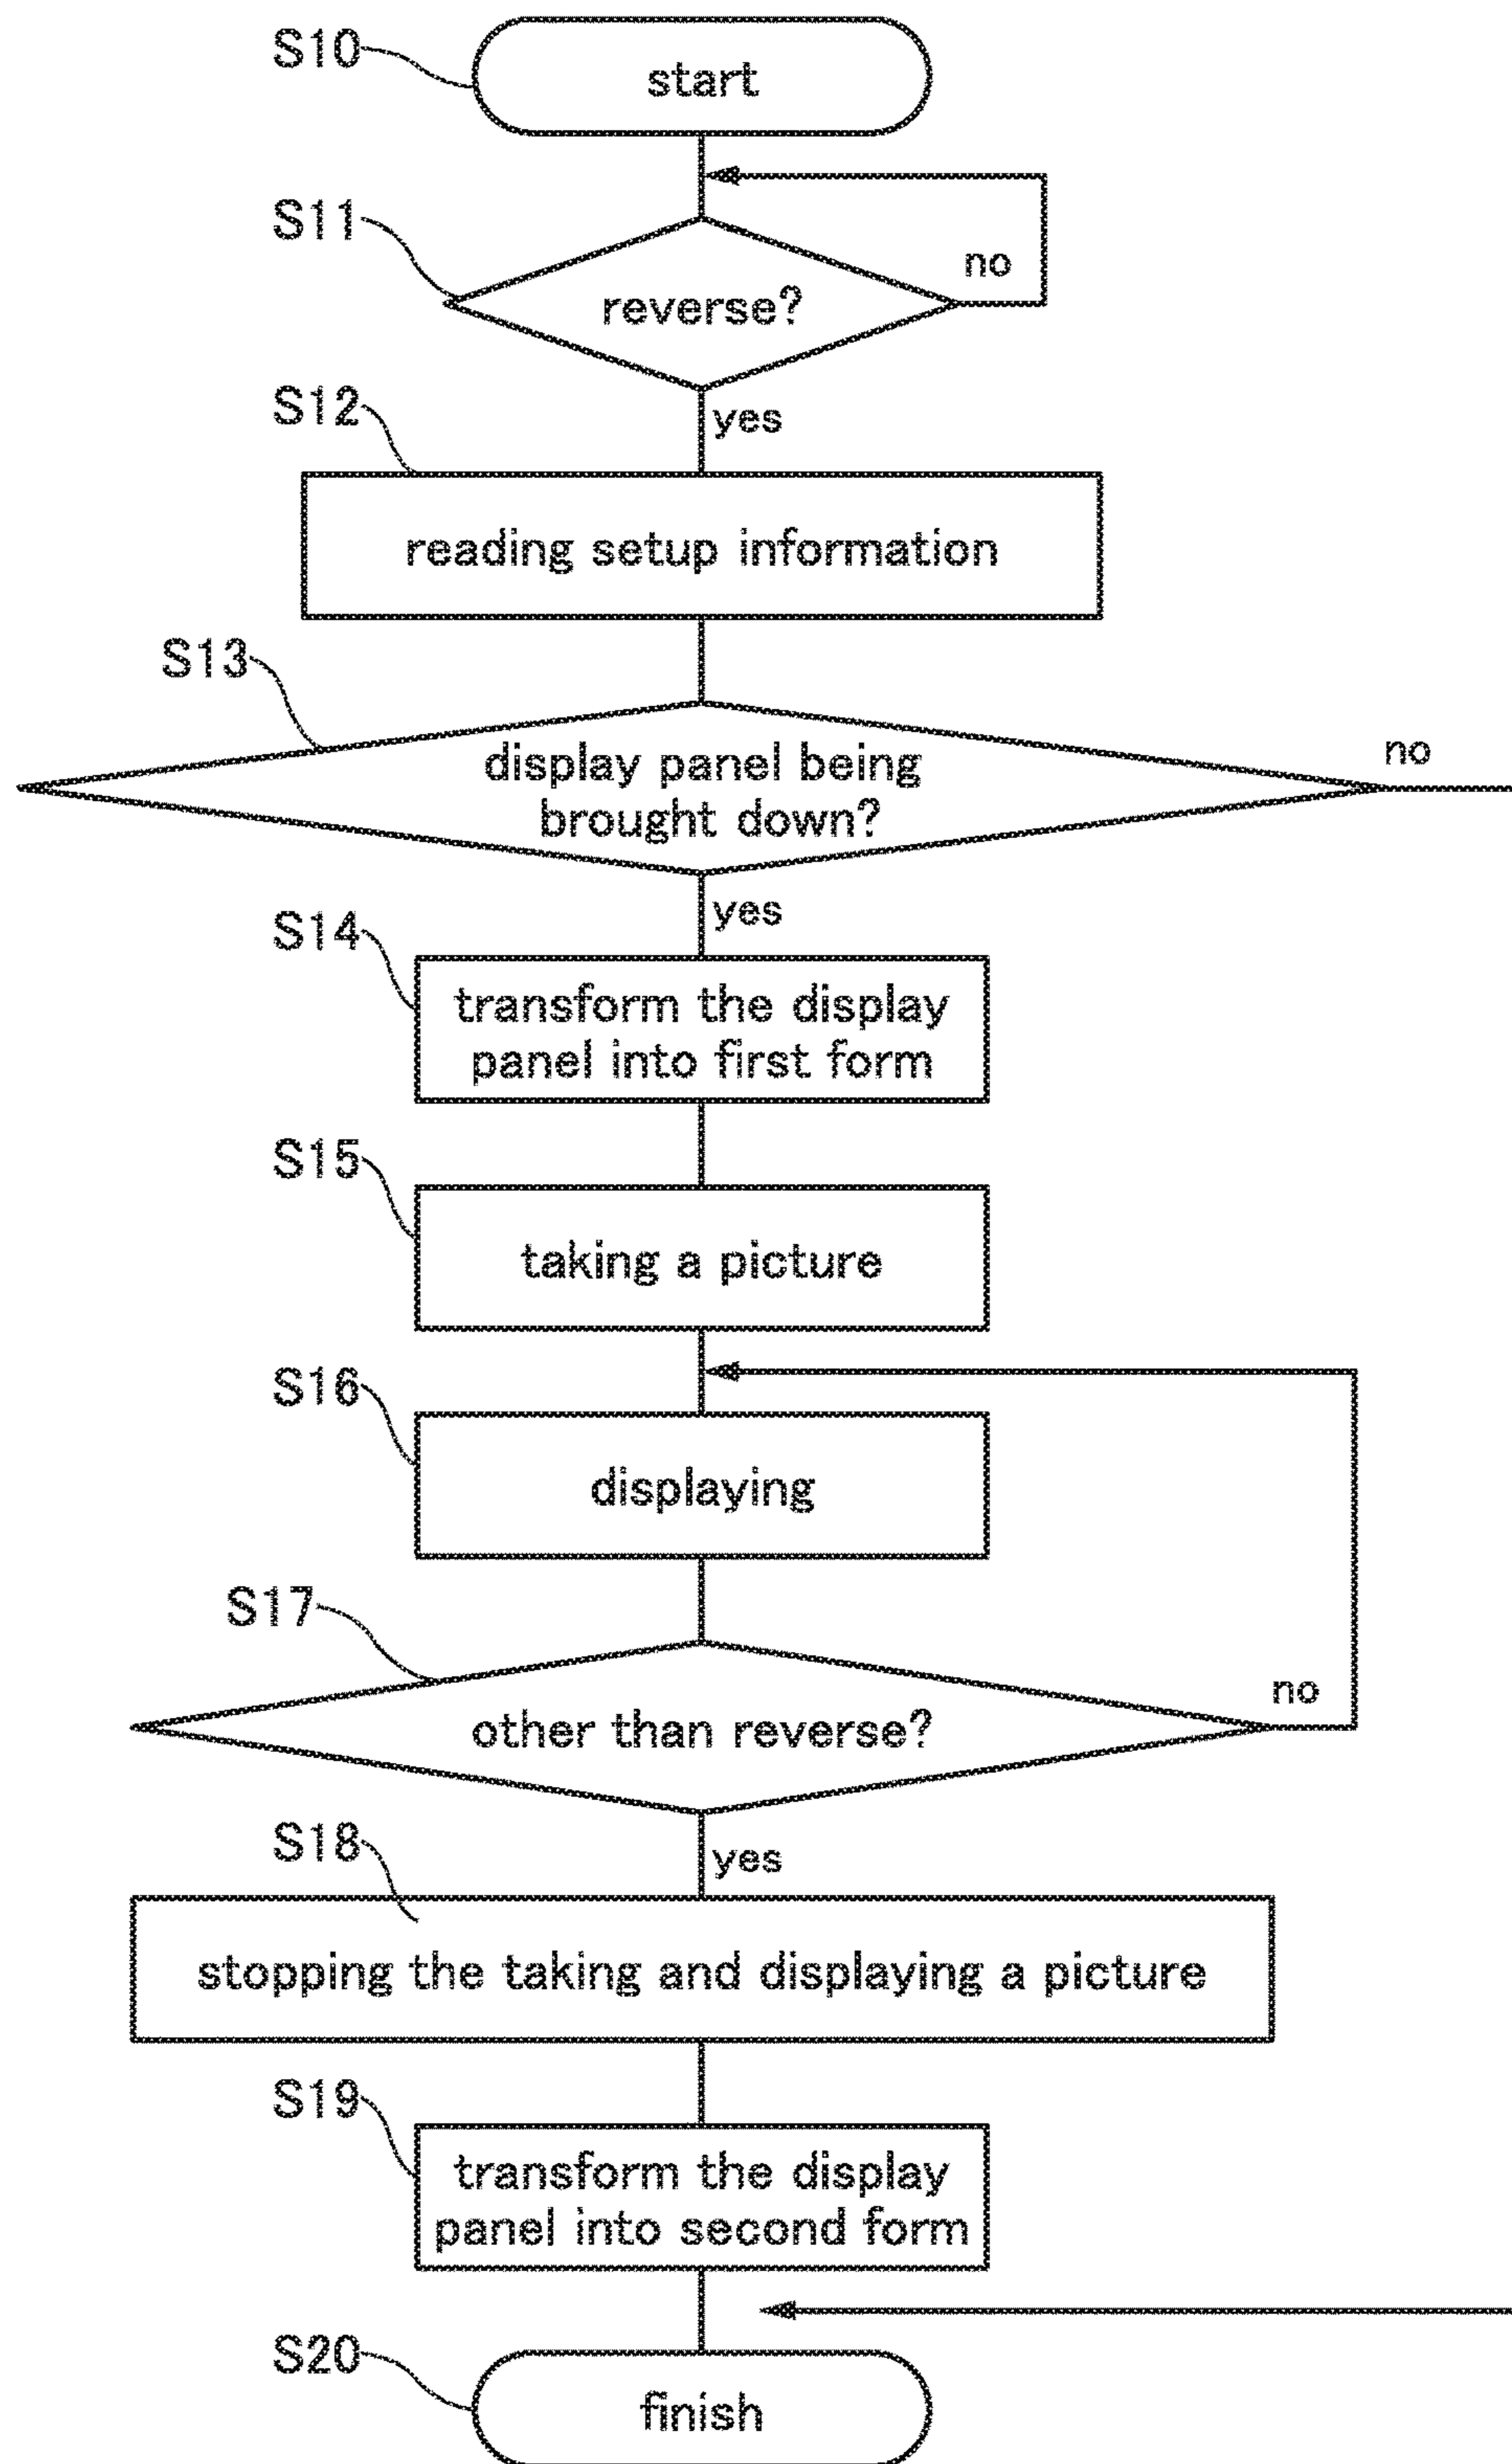 S10
start
S11
no
reverse?
S12
yes
reading setup information
S13
no
display panel being
brought down?
S14
yes
transform the display
panel into first form
S15
taking a picture
S16
displaying
S17
no
other than reverse?
S18
yes
stopping the taking and displaying a picture
S19
transform the display
panel into second form
S20
finish